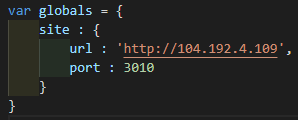 var globals = {
    site : {
        url : 'http://104.192.4.109',
        port : 3010
    }
}